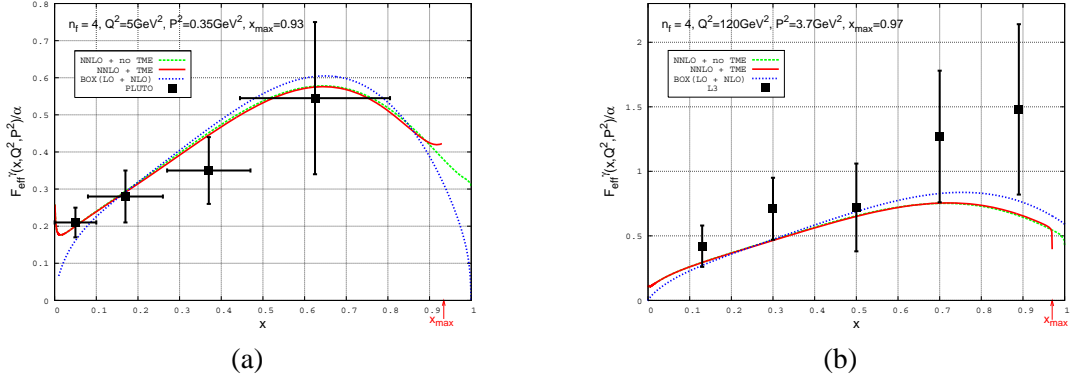 n_f = 4, Q²=5GeV², P²=0.35GeV², x_max=0.93
NNLO + no TME
NNLO + TME
BOX(LO + NLO)
PLUTO
F_eff^γ(x,Q²,P²)/α
0.8
0.7
0.6
0.5
0.4
0.3
0.2
0.1
0
0 0.1 0.2 0.3 0.4 0.5 0.6 0.7 0.8 0.9 1
x
x_max
(a)
n_f = 4, Q²=120GeV², P²=3.7GeV², x_max=0.97
NNLO + no TME
NNLO + TME
BOX(LO + NLO)
L3
F_eff^γ(x,Q²,P²)/α
2
1.5
1
0.5
0
0 0.1 0.2 0.3 0.4 0.5 0.6 0.7 0.8 0.9 1
x
x_max
(b)